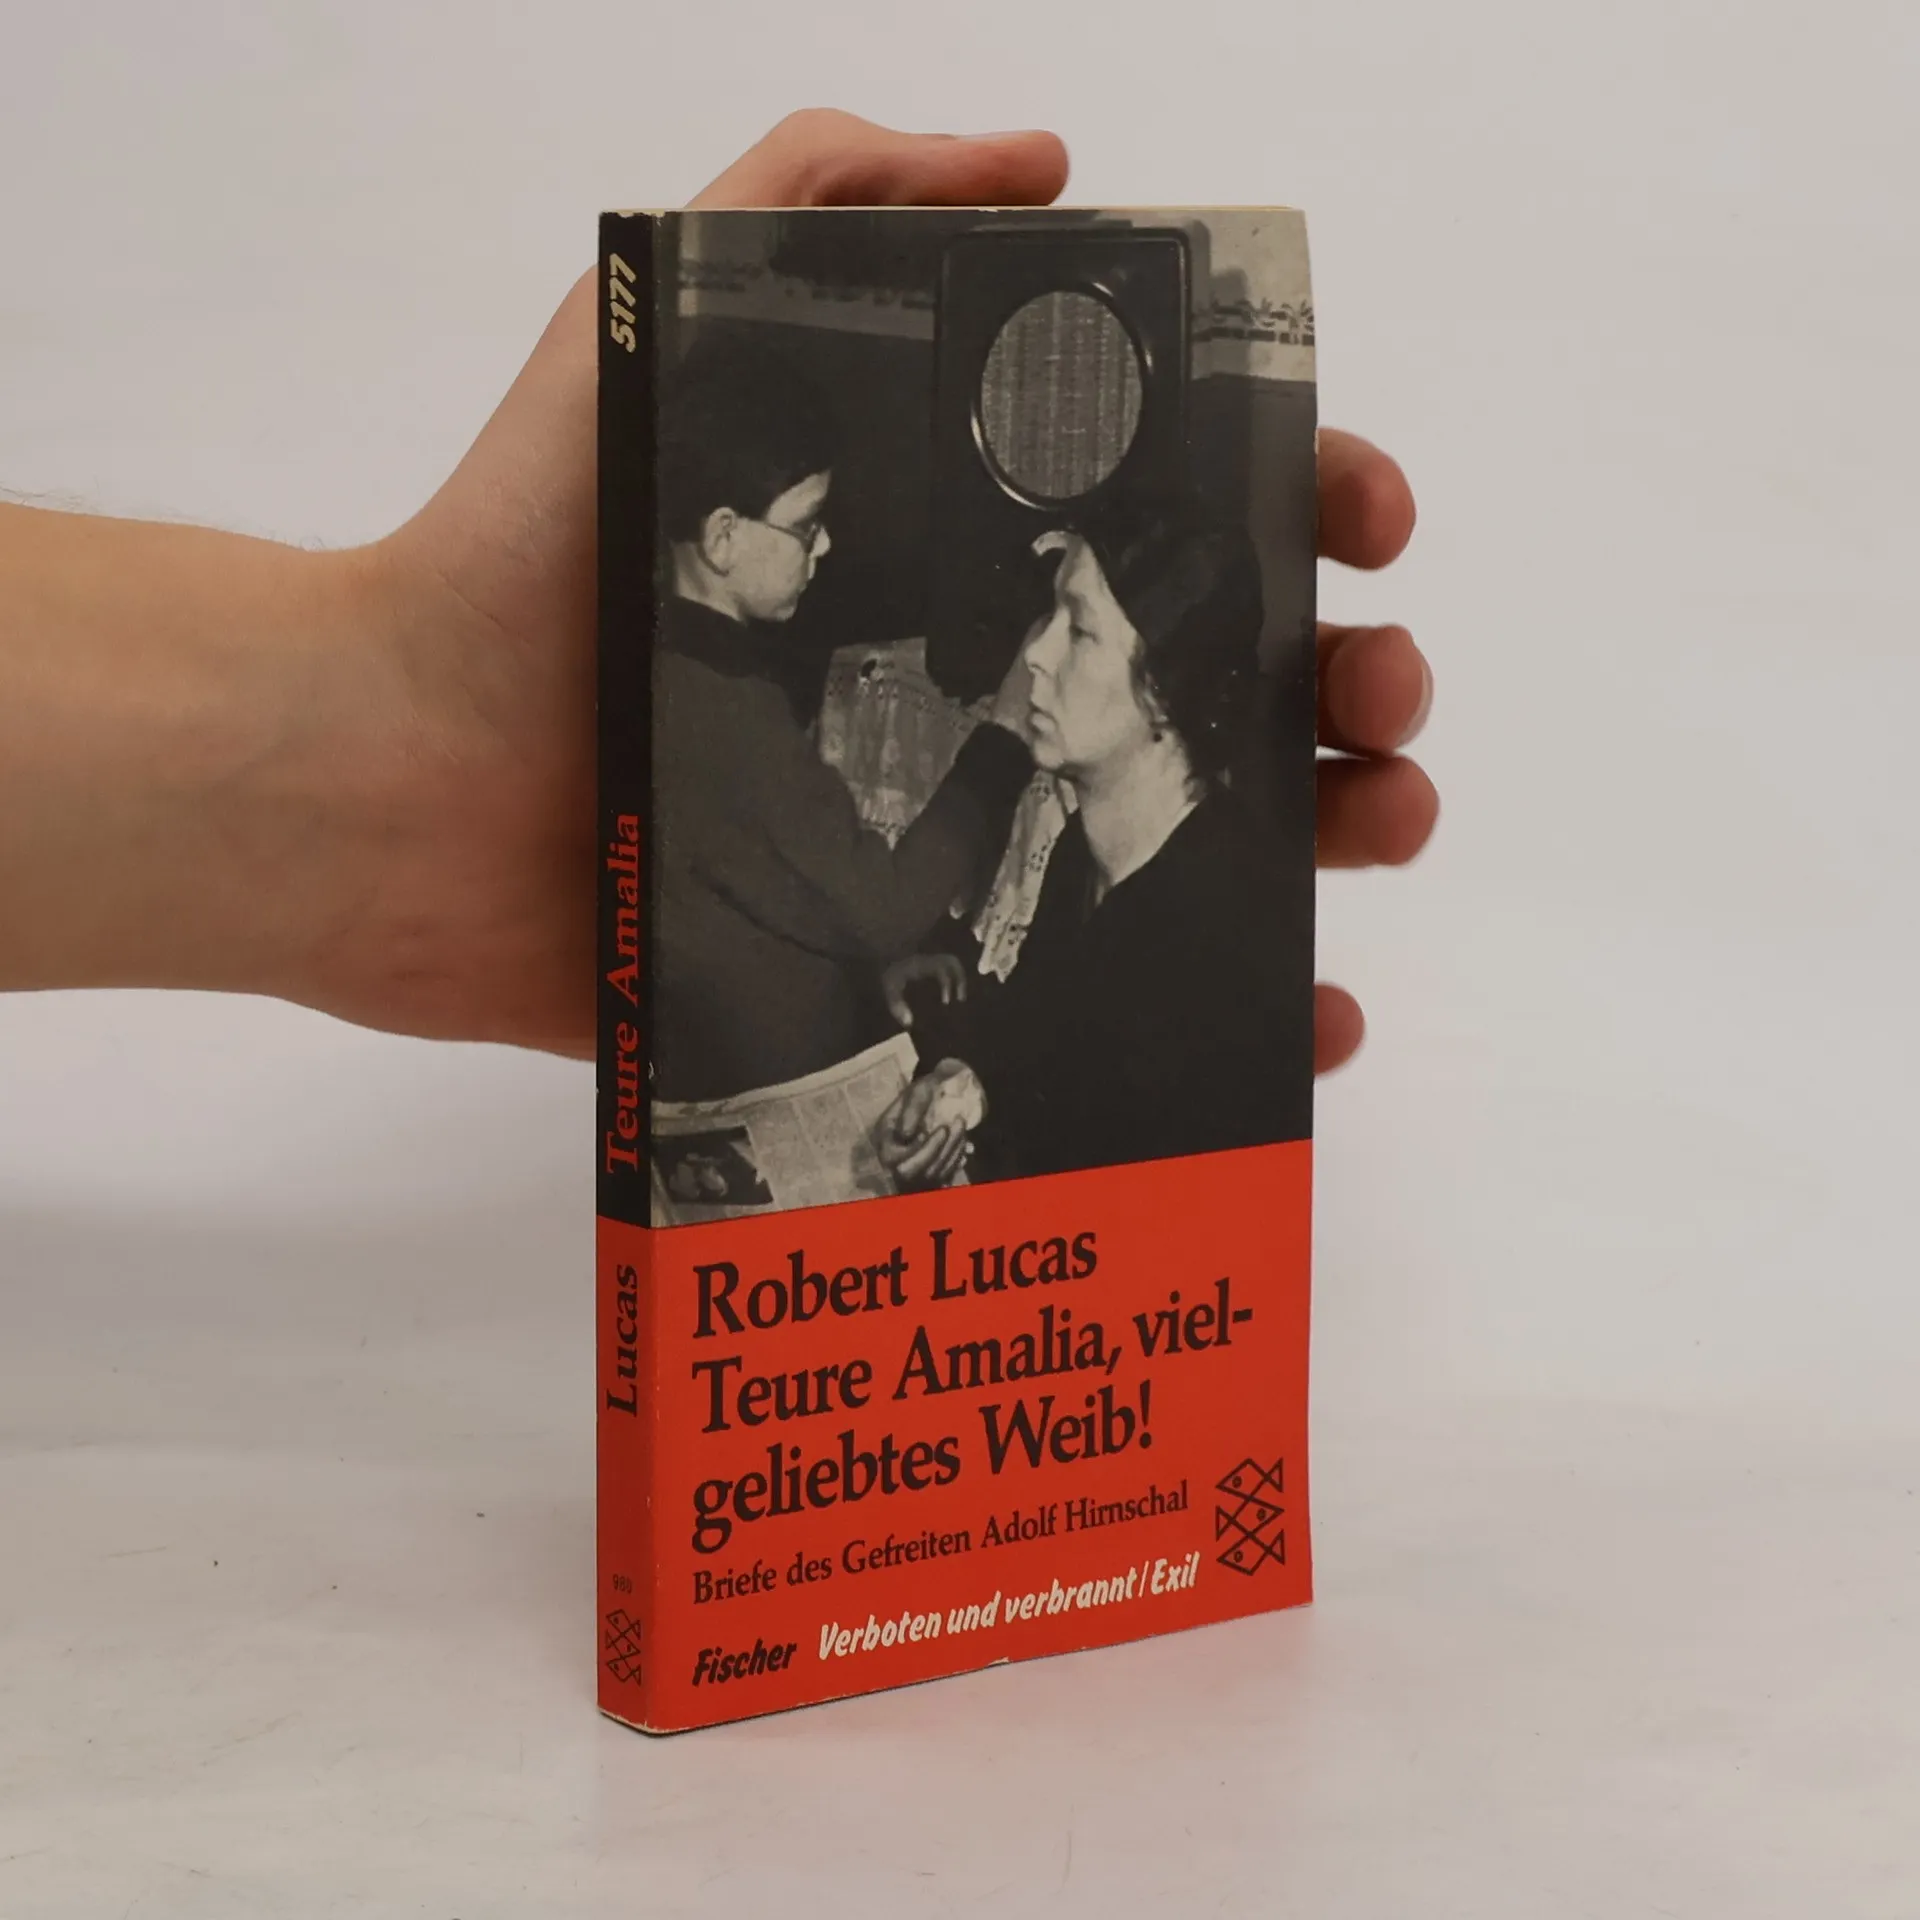 5177
Teure Amalia
Lucas
980
Robert Lucas
Teure Amalia, viel-
geliebtes Weib!
Briefe des Gefreiten Adolf Hirnschal
Fischer Verboten und verbrannt/Exil